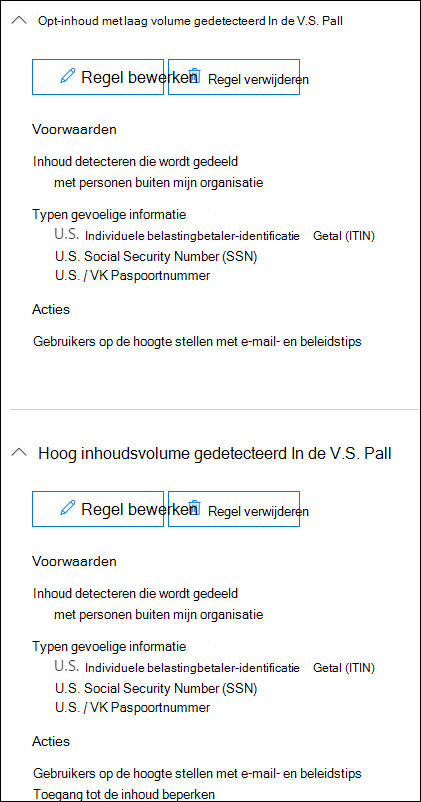 Opt-inhoud met laag volume gedetecteerd In de V.S. Pall
Regel bewerken Regel verwijderen
Voorwaarden
Inhoud detecteren die wordt gedeeld
met personen buiten mijn organisatie
Typen gevoelige informatie
U.S. Individuele belastingbetaler-identificatie Getal (ITIN)
U.S. Social Security Number (SSN)
U.S. / VK Paspoortnummer
Acties
Gebruikers op de hoogte stellen met e-mail- en beleidstips
Hoog inhoudsvolume gedetecteerd In de V.S. Pall
Regel bewerken Regel verwijderen
Voorwaarden
Inhoud detecteren die wordt gedeeld
met personen buiten mijn organisatie
Typen gevoelige informatie
U.S. Individuele belastingbetaler-identificatie Getal (ITIN)
U.S. Social Security Number (SSN)
U.S. / VK Paspoortnummer
Acties
Gebruikers op de hoogte stellen met e-mail- en beleidstips
Toegang tot de inhoud beperken